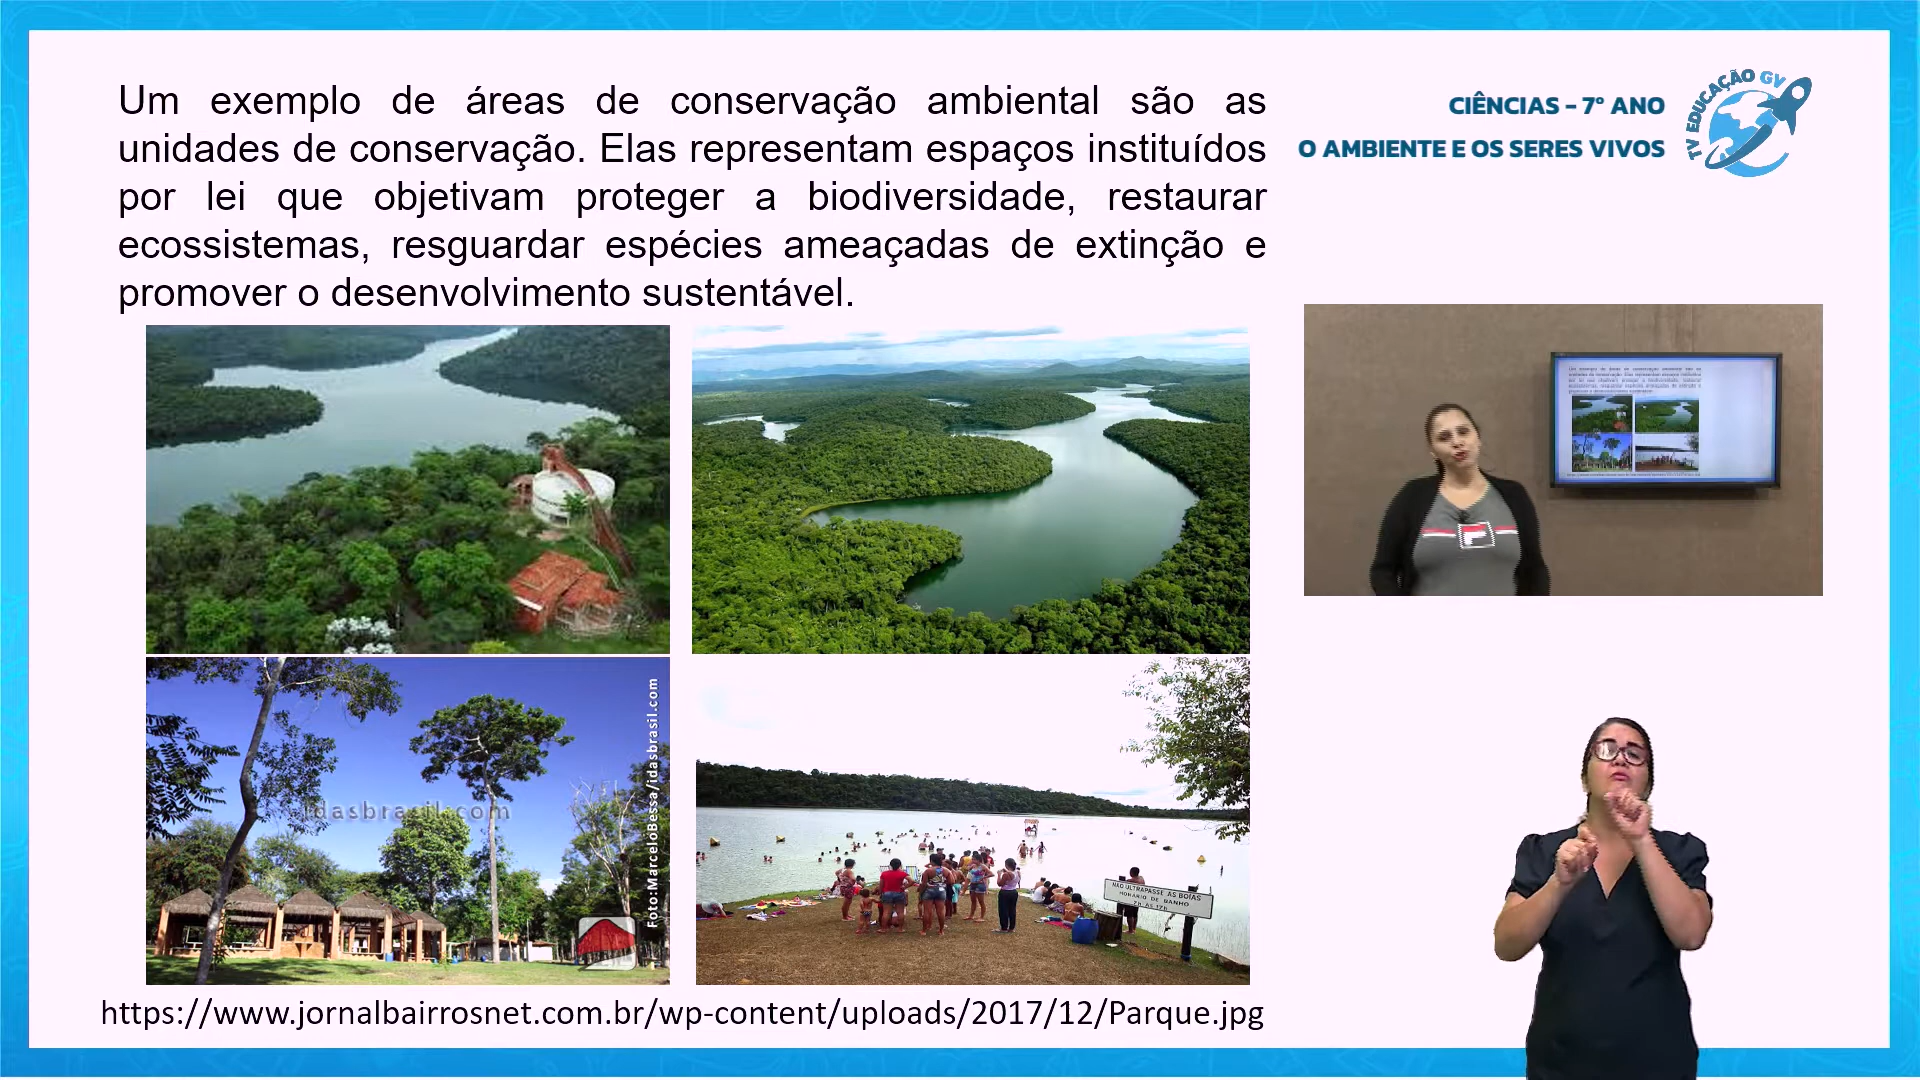 Um exemplo de áreas de conservação ambiental são as
unidades de conservação. Elas representam espaços instituídos
por lei que objetivam proteger a biodiversidade, restaurar
ecossistemas, resguardar espécies ameaçadas de extinção e
promover o desenvolvimento sustentável.
CIÊNCIAS - 7º ANO
O AMBIENTE E OS SERES VIVOS
TV EDUCAÇÃO GV
idasbrasil.com
Foto:MarceloBessa/idasbrasil.com
NÃO ULTRAPASSE AS BOIAS
HORÁRIO DE BANHO
https://www.jornalbairrosnet.com.br/wp-content/uploads/2017/12/Parque.jpg